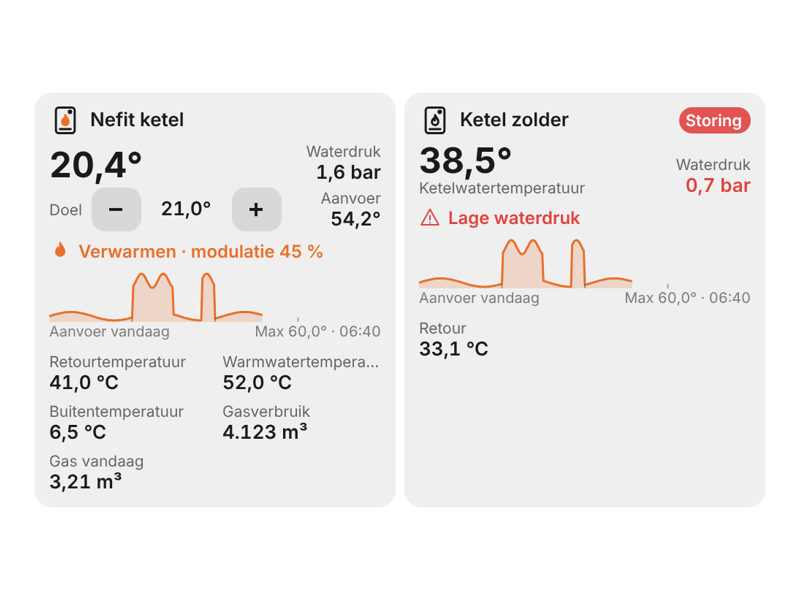 Nefit ketel
20,4°
Waterdruk
1,6 bar
Doel
−
21,0°
+
Aanvoer
54,2°
Verwarmen · modulatie 45 %
Aanvoer vandaag
Max 60,0° · 06:40
Retourtemperatuur
Warmwatertempera…
41,0 °C
52,0 °C
Buitentemperatuur
Gasverbruik
6,5 °C
4.123 m³
Gas vandaag
3,21 m³
Ketel zolder
Storing
38,5°
Ketelwatertemperatuur
Waterdruk
0,7 bar
Lage waterdruk
Aanvoer vandaag
Max 60,0° · 06:40
Retour
33,1 °C